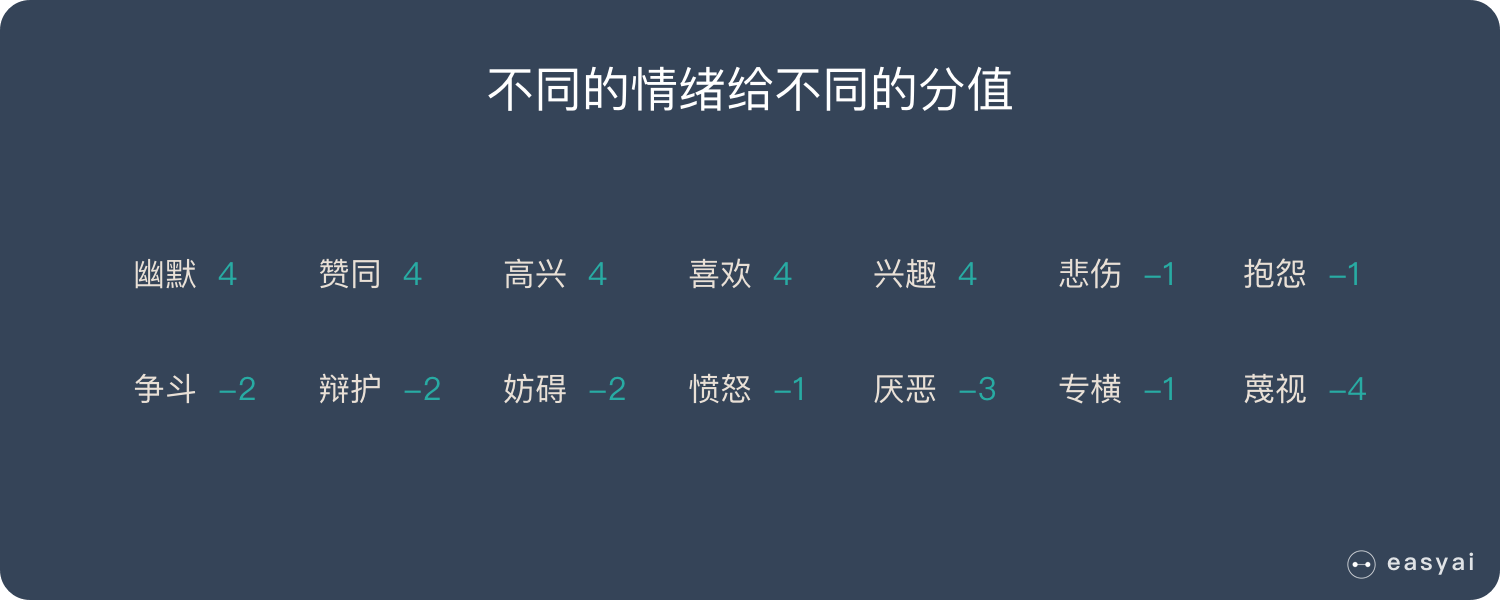 不同的情绪给不同的分值
幽默 4 赞同 4 高兴 4 喜欢 4 兴趣 4 悲伤 –1 抱怨 –1
争斗 –2 辩护 –2 妨碍 –2 愤怒 –1 厌恶 –3 专横 –1 蔑视 –4
easyai